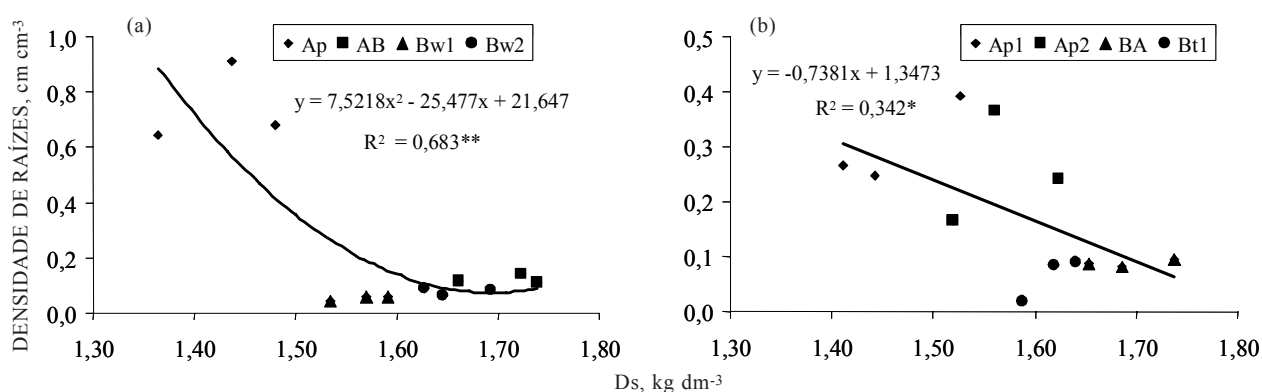 (a)
Ap AB Bw1 Bw2
y = 7,5218x² - 25,477x + 21,647
R² = 0,683**
DENSIDADE DE RAÍZES, cm cm-³
1,0
0,8
0,6
0,4
0,2
0,0
1,30 1,40 1,50 1,60 1,70 1,80
(b)
Ap1 Ap2 BA Bt1
y = -0,7381x + 1,3473
R² = 0,342*
0,5
0,4
0,3
0,2
0,1
0,0
1,30 1,40 1,50 1,60 1,70 1,80
Ds, kg dm-³